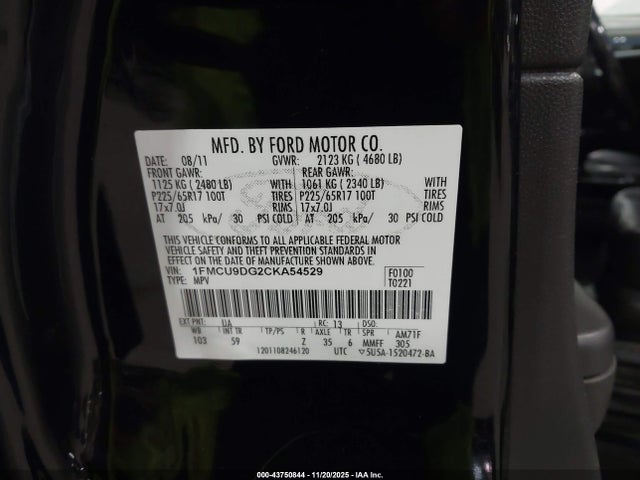 MFD. BY FORD MOTOR CO.
DATE: 08/11 GVWR: 2123 KG ( 4680 LB)
FRONT GAWR: REAR GAWR:
1125 KG ( 2480 LB) WITH 1061 KG ( 2340 LB) WITH
P225/65R17 100T TIRES P225/65R17 100T TIRES
17x7.0J RIMS 17x7.0J RIMS
AT 205 kPa/ 30 PSI COLD AT 205 kPa/ 30 PSI COLD
THIS VEHICLE CONFORMS TO ALL APPLICABLE FEDERAL MOTOR
VEHICLE SAFETY AND THEFT PREVENTION STANDARDS IN
EFFECT ON THE DATE OF MANUFACTURE SHOWN ABOVE.
VIN: 1FMCU9DG2CKA54529 F0100
TYPE: MPV T0221
EXT PNT: UA RC: 13 DSO:
WB INT TR TP/PS R AXLE TR SPR AM71F
103 59 Z 35 6 MMFF 305
1201108246120 UTC ▽5U5A-1520472-BA
000-43750844 - 11/20/2025 - IAA Inc.